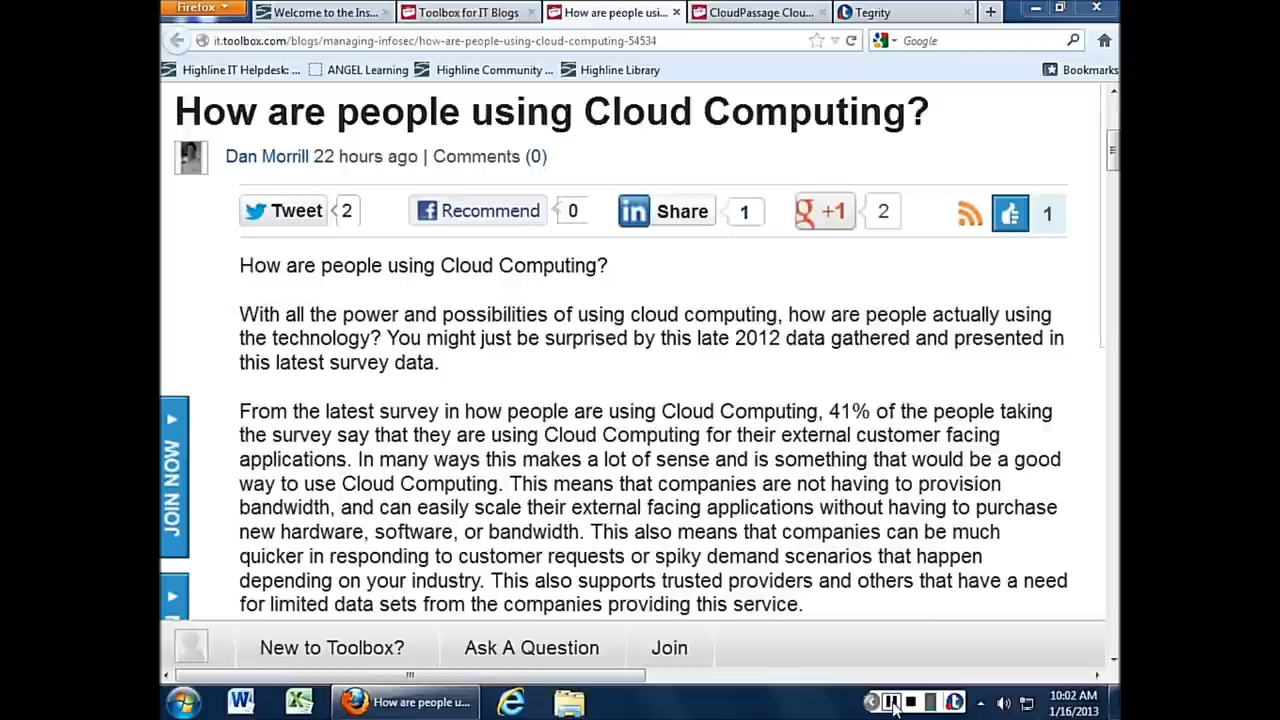 Firefox
Welcome to the Ins...
Toolbox for IT Blogs
How are people usi...
CloudPassage Clou...
Tegrity
it.toolbox.com/blogs/managing-infosec/how-are-people-using-cloud-computing-54534
Google
Highline IT Helpdesk: ...
ANGEL Learning
Highline Community ...
Highline Library
Bookmarks
How are people using Cloud Computing?
Dan Morrill 22 hours ago | Comments (0)
Tweet 2
Recommend 0
in Share 1
g +1 2
1
How are people using Cloud Computing?
With all the power and possibilities of using cloud computing, how are people actually using
the technology? You might just be surprised by this late 2012 data gathered and presented in
this latest survey data.
From the latest survey in how people are using Cloud Computing, 41% of the people taking
the survey say that they are using Cloud Computing for their external customer facing
applications. In many ways this makes a lot of sense and is something that would be a good
way to use Cloud Computing. This means that companies are not having to provision
bandwidth, and can easily scale their external facing applications without having to purchase
new hardware, software, or bandwidth. This also means that companies can be much
quicker in responding to customer requests or spiky demand scenarios that happen
depending on your industry. This also supports trusted providers and others that have a need
for limited data sets from the companies providing this service.
JOIN NOW
New to Toolbox?
Ask A Question
Join
How are people u...
10:02 AM
1/16/2013